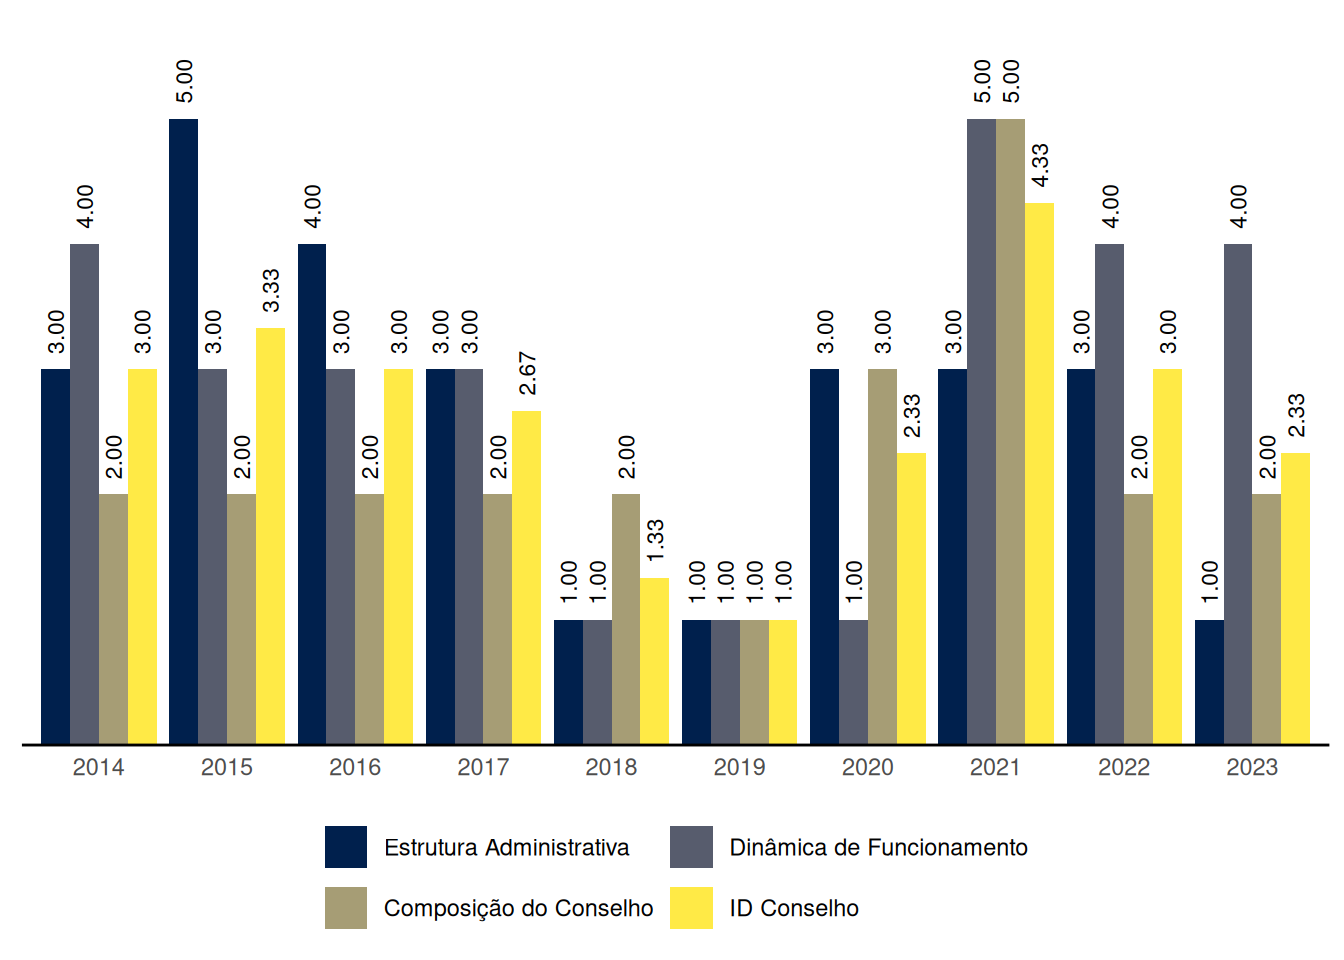 3.00 4.00 2.00 3.00
5.00 3.00 2.00 3.33
4.00 3.00 2.00 3.00
3.00 3.00 2.00 2.67
1.00 1.00 2.00 1.33
1.00 1.00 1.00 1.00
3.00 1.00 3.00 2.33
3.00 5.00 5.00 4.33
3.00 4.00 2.00 3.00
1.00 4.00 2.00 2.33
2014 2015 2016 2017 2018 2019 2020 2021 2022 2023
Estrutura Administrativa Dinâmica de Funcionamento
Composição do Conselho ID Conselho